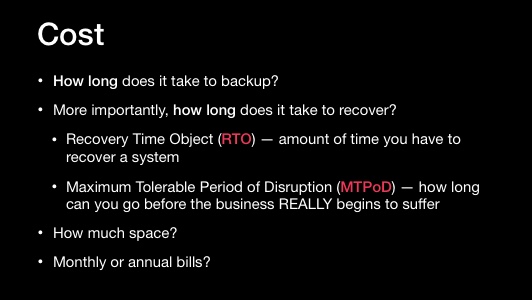 Cost
• How long does it take to backup?
• More importantly, how long does it take to recover?
• Recovery Time Object (RTO) — amount of time you have to
recover a system
• Maximum Tolerable Period of Disruption (MTPoD) — how long
can you go before the business REALLY begins to suffer
• How much space?
• Monthly or annual bills?